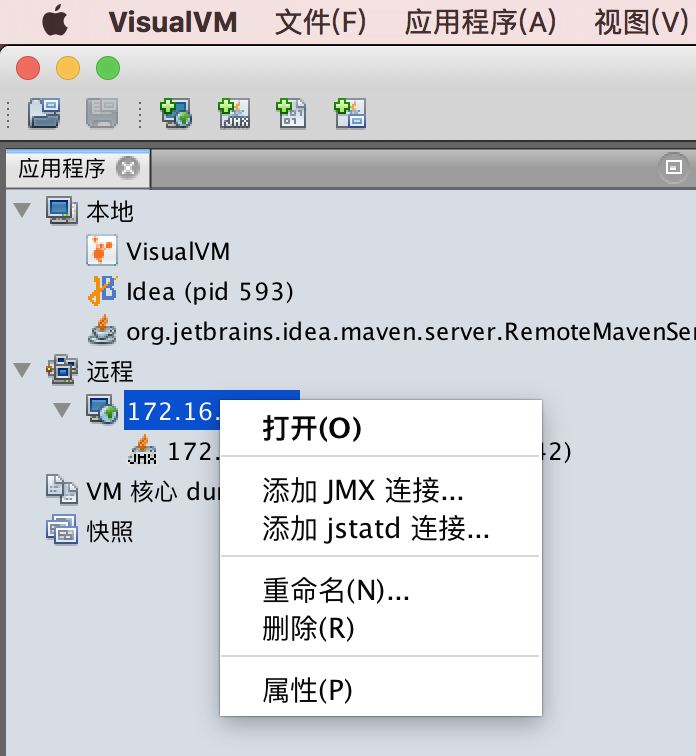 VisualVM 文件(F) 应用程序(A) 视图(V)
应用程序
本地
VisualVM
Idea (pid 593)
org.jetbrains.idea.maven.server.RemoteMavenSer
远程
172.16.
打开(O)
JMX 172. 42)
添加 JMX 连接...
VM 核心 du
添加 jstatd 连接...
快照
重命名(N)...
删除(R)
属性(P)